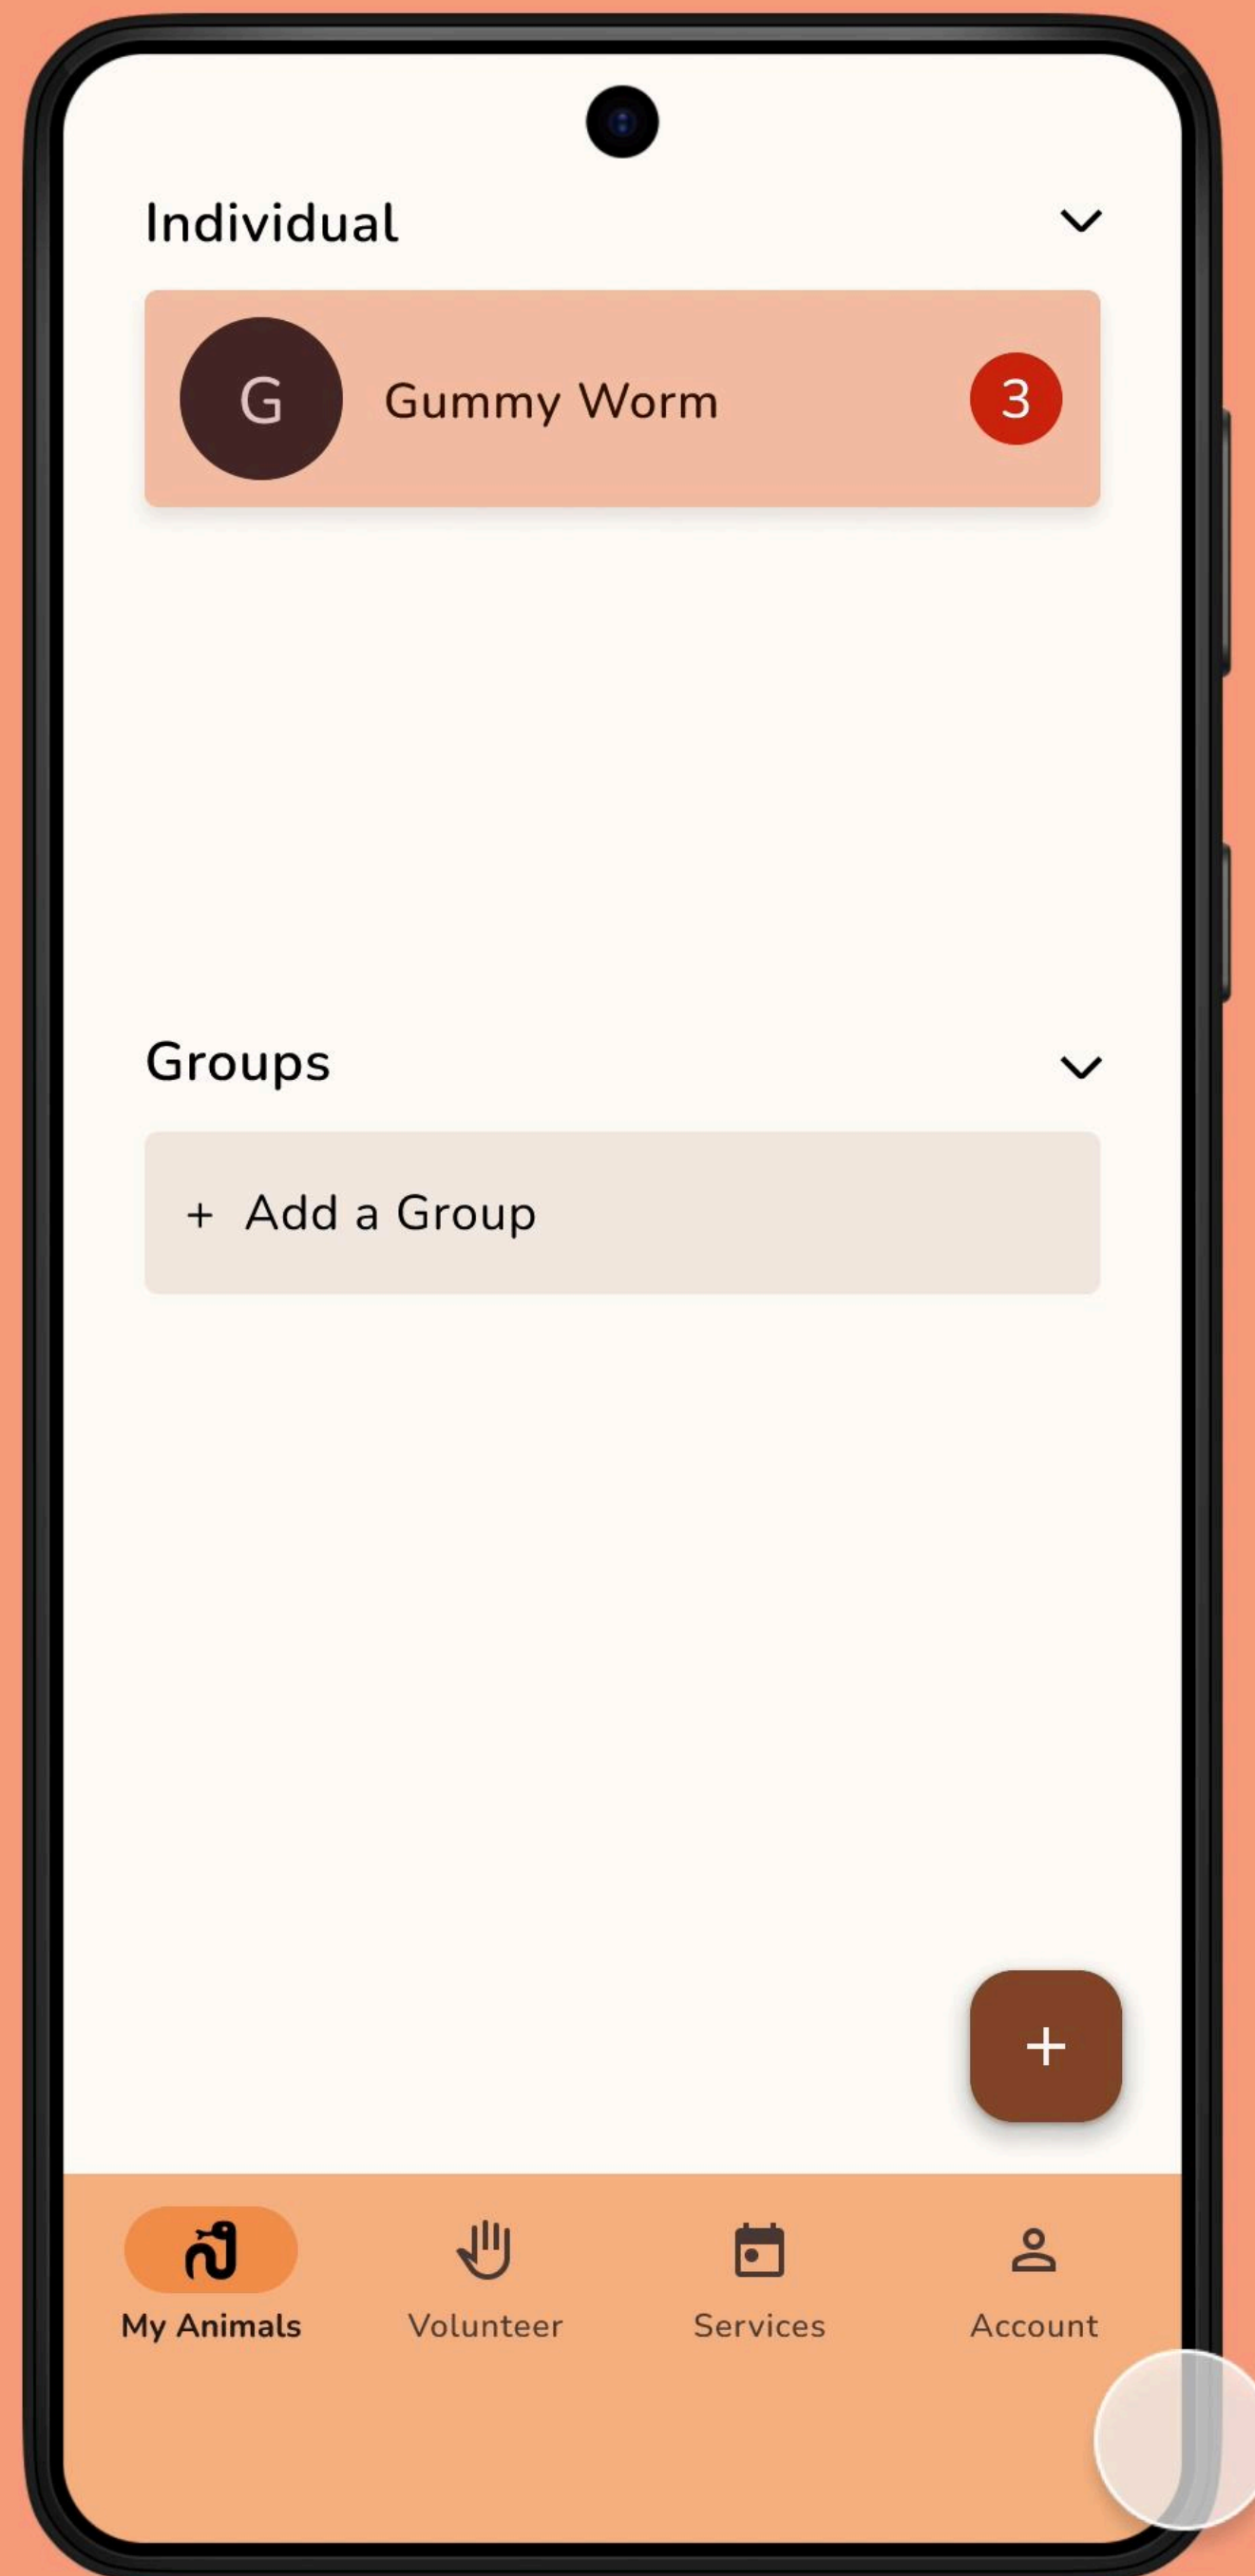 Individual
G Gummy Worm 3
Groups
+ Add a Group
+
My Animals Volunteer Services Account